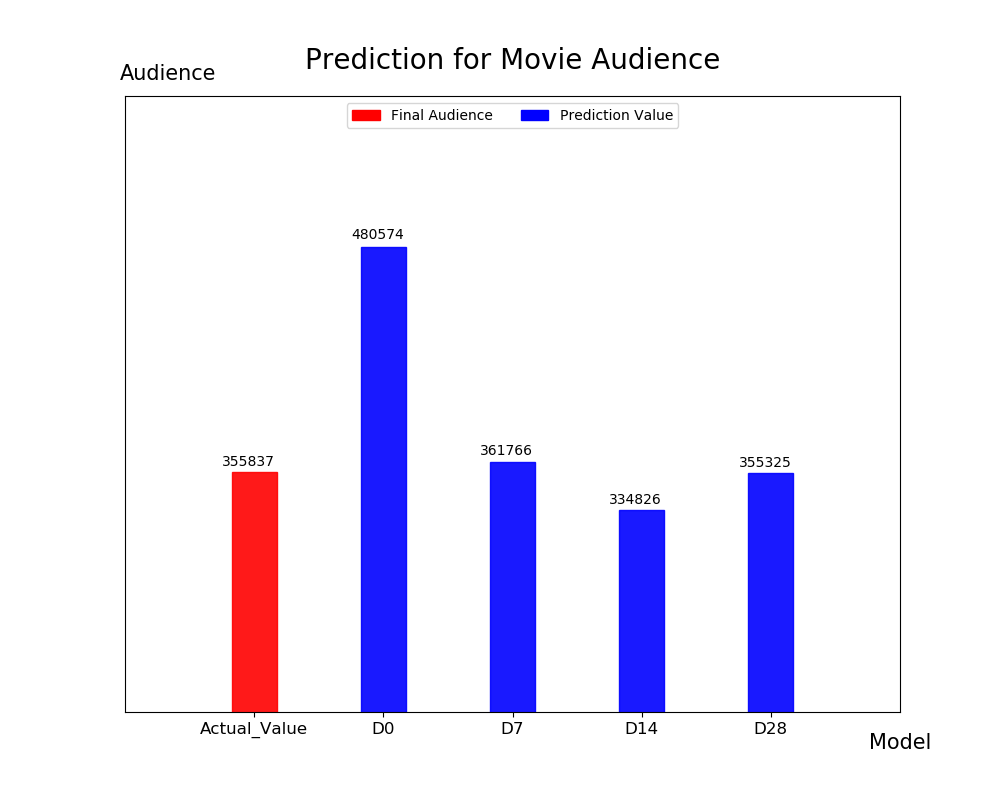 Prediction for Movie Audience
Audience
Final Audience
Prediction Value
480574
355837
361766
334826
355325
Actual_Value
D0
D7
D14
D28
Model